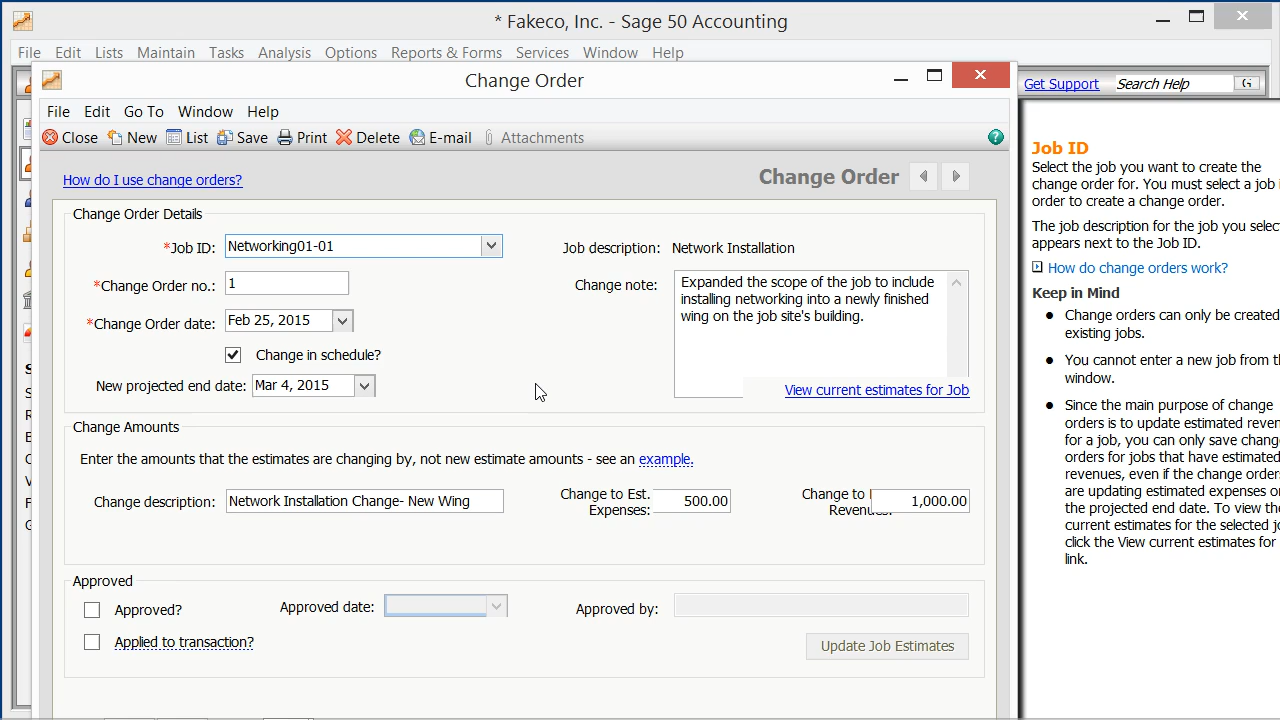 * Fakeco, Inc. - Sage 50 Accounting
File Edit Lists Maintain Tasks Analysis Options Reports & Forms Services Window Help
Change Order
Get Support Search Help
File Edit Go To Window Help
Close New List Save Print Delete E-mail Attachments
How do I use change orders?
Change Order
Change Order Details
*Job ID: Networking01-01
Job description: Network Installation
*Change Order no.: 1
Change note:
Expanded the scope of the job to include
installing networking into a newly finished
wing on the job site's building.
*Change Order date: Feb 25, 2015
Change in schedule?
New projected end date: Mar 4, 2015
View current estimates for Job
Change Amounts
Enter the amounts that the estimates are changing by, not new estimate amounts - see an example.
Change description: Network Installation Change- New Wing
Change to Est.
Expenses: 500.00
Change to
Revenues: 1,000.00
Approved
Approved?
Approved date:
Approved by:
Applied to transaction?
Update Job Estimates
Job ID
Select the job you want to create the
change order for. You must select a job
order to create a change order.
The job description for the job you selec
appears next to the Job ID.
How do change orders work?
Keep in Mind
Change orders can only be created
existing jobs.
You cannot enter a new job from th
window.
Since the main purpose of change
orders is to update estimated reven
for a job, you can only save chang
orders for jobs that have estimated
revenues, even if the change order
are updating estimated expenses o
the projected end date. To view the
current estimates for the selected jo
click the View current estimates for
link.